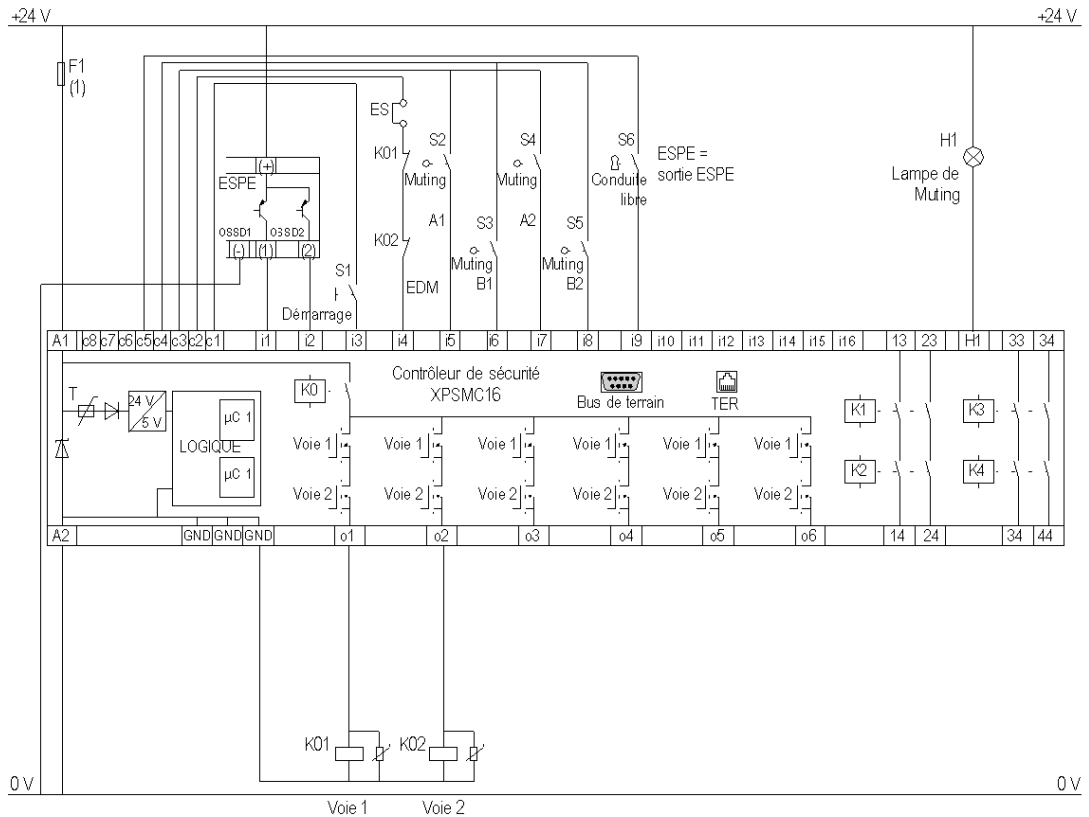 +24 V +24 V
F1
(1)
ES
K01
S2
Muting
A1
S4
Muting
A2
S6
Conduite
libre
ESPE =
sortie ESPE
H1
Lampe de
Muting
(+)
ESPE
OSSD1 OSSD2
(-) (1) (2)
K02
EDM
S3
Muting
B1
S5
Muting
B2
S1
Démarrage
A1 c8 c7 c6 c5 c4 c3 c2 c1 i1 i2 i3 i4 i5 i6 i7 i8 i9 i10 i11 i12 i13 i14 i15 i16 13 23 H1 33 34
T
24 V
5 V
LOGIQUE
µC 1
µC 1
K0
Contrôleur de sécurité
XPSMC16
Bus de terrain
TER
K1 K3
K2 K4
Voie 1 Voie 1 Voie 1 Voie 1 Voie 1 Voie 1
Voie 2 Voie 2 Voie 2 Voie 2 Voie 2 Voie 2
A2 GND GND GND o1 o2 o3 o4 o5 o6 14 24 34 44
K01 K02
0 V 0 V
Voie 1 Voie 2